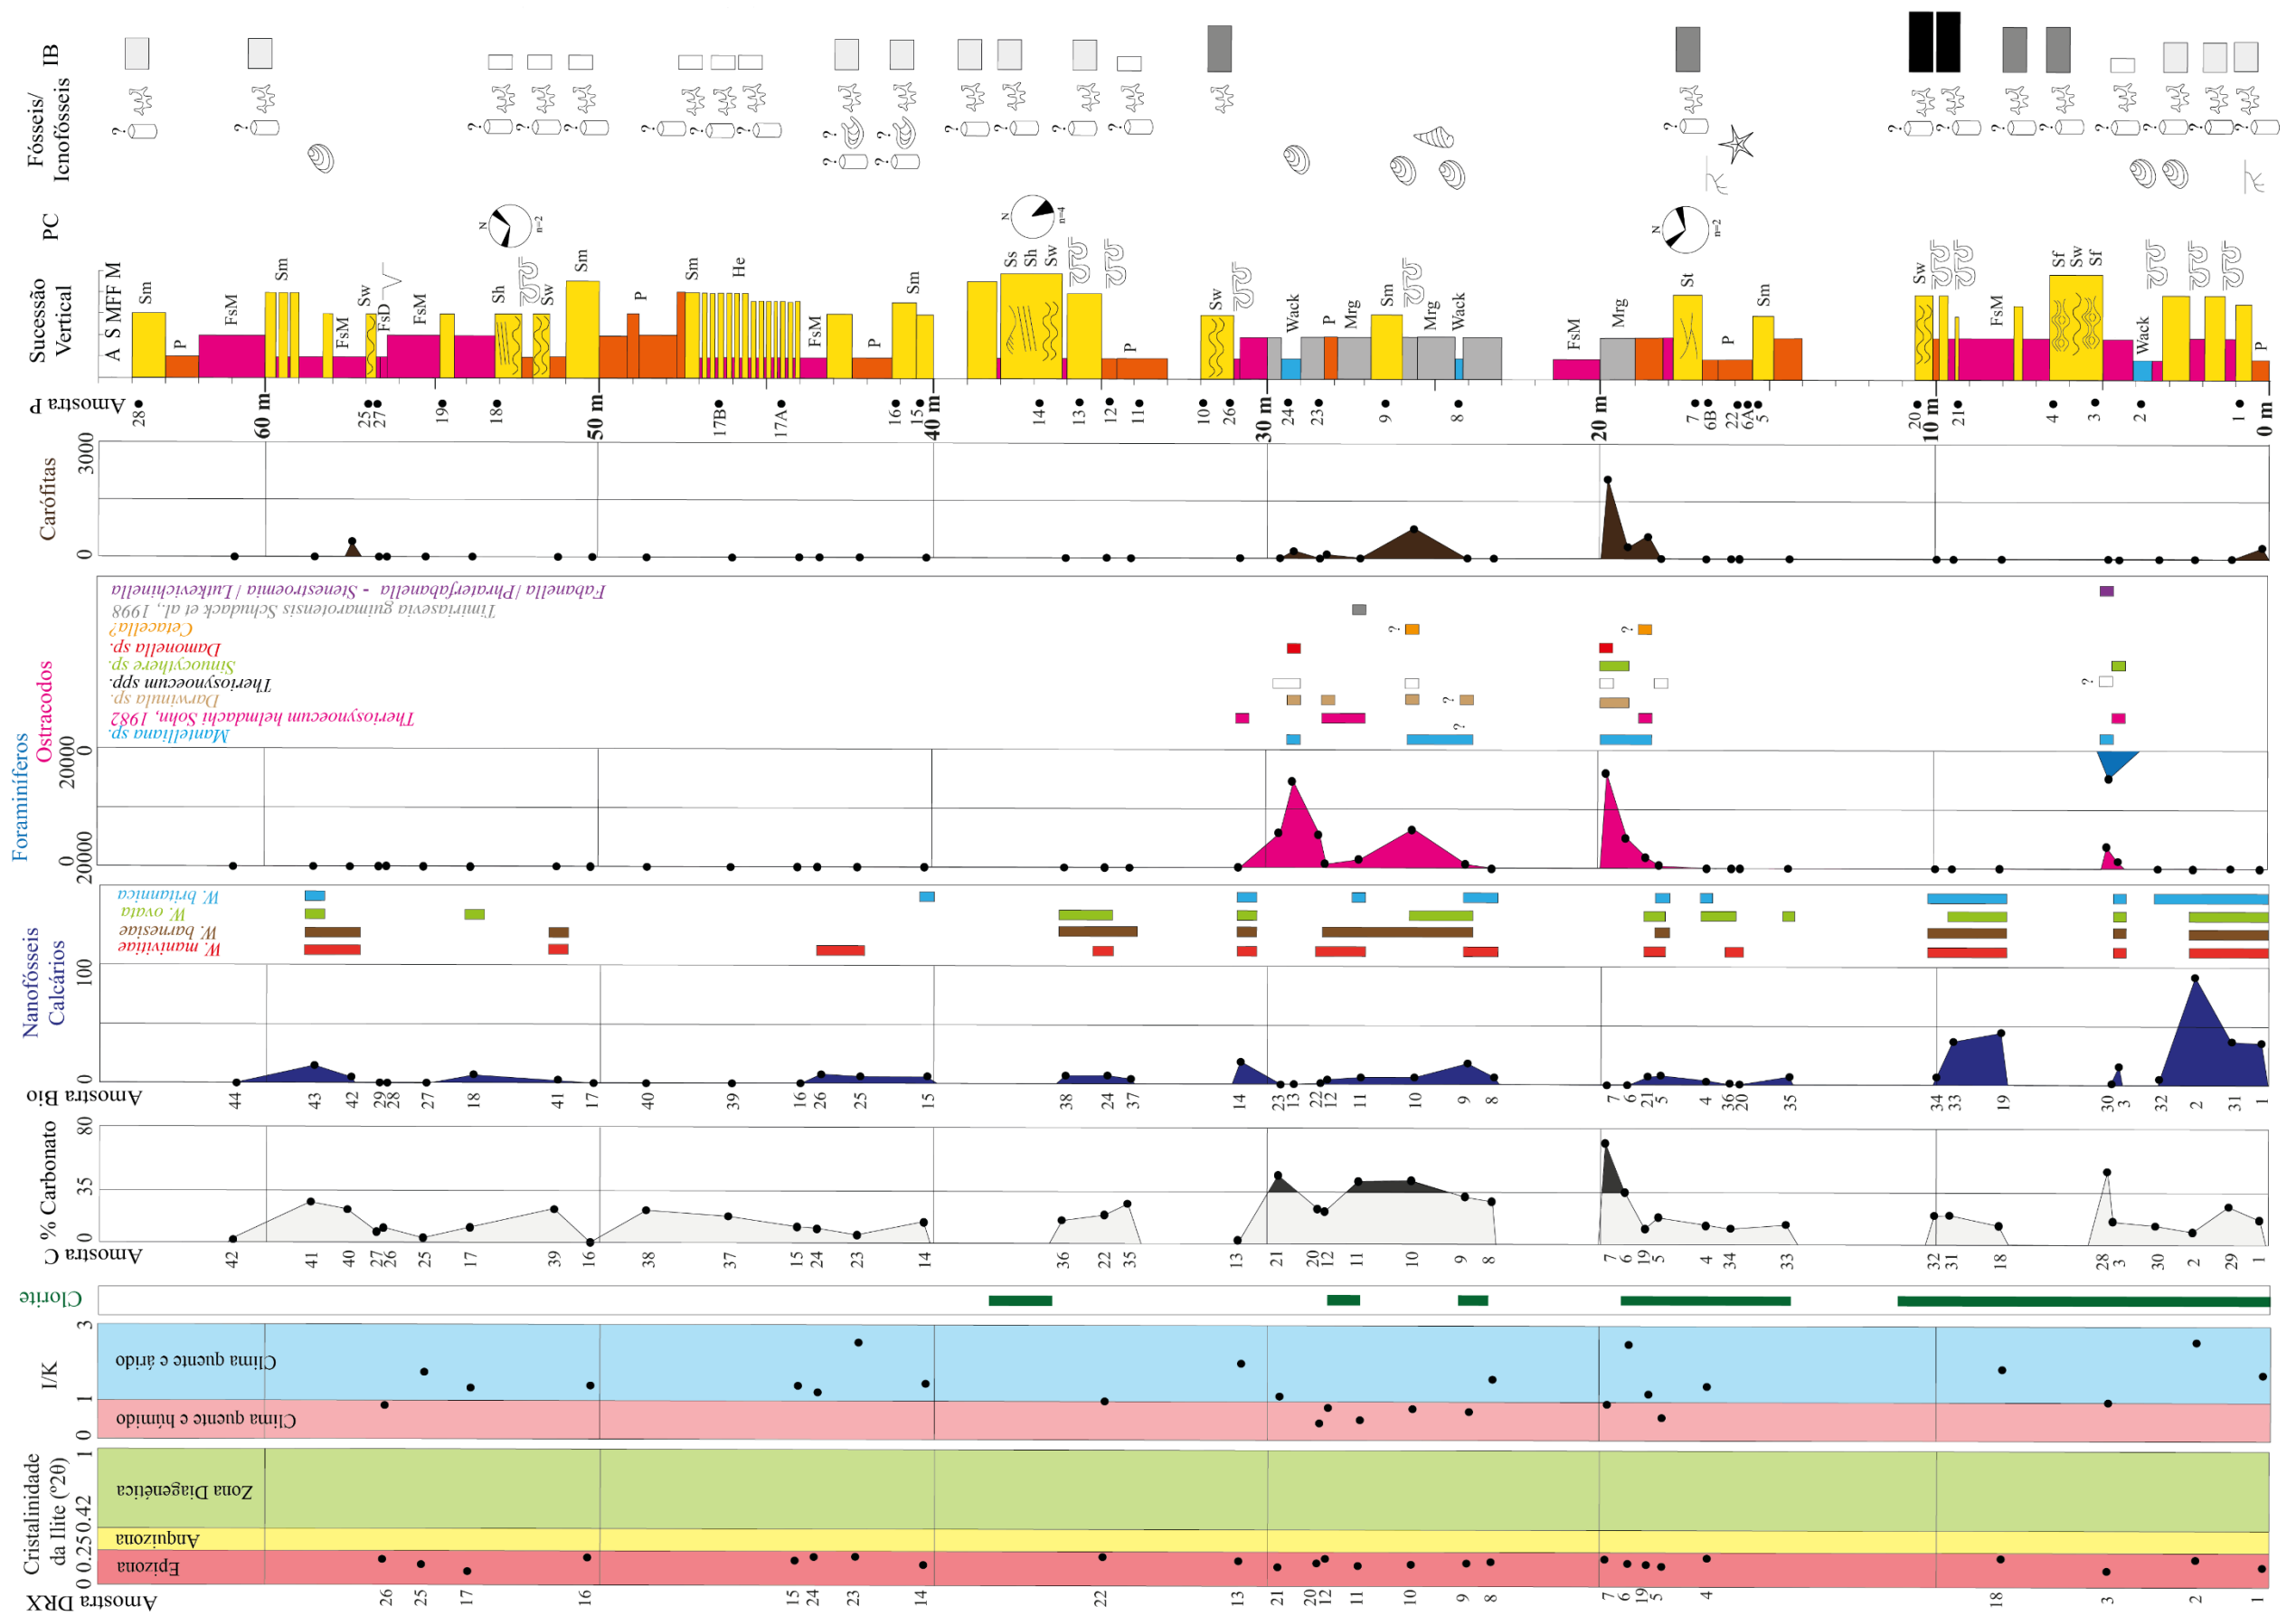 Sucessão
Vertical
PC
Fósseis/
Icnofósseis
IB
A S MFF M
Sm
P
FsM
Sm
FsM
Sw
FsD
FsM
Sh
Sw
Sm
P
Sm
He
FsM
P
Sm
Ss
Sh
Sw
P
Sw
Wack
P
Mrg
Sm
Mrg
Wack
FsM
Mrg
St
P
Sm
Sw
FsM
Sf
Sw
Sf
Wack
P
N
n=2
N
n=4
N
n=2
Amostra P
28
25
27
19
18
17B
17A
16
15
14
13
12
11
10
26
24
23
9
8
7
6B
22
6A
5
20
21
4
3
2
1
60 m
50 m
40 m
30 m
20 m
10 m
0 m
Carófitas
3000
0
Foraminíferos
Ostracodos
Fabanella /Phraterfabanella - Stenestroemia / Lutkevichinella
Timiriasevia guimarotensis Schudack et al., 1998
Cetacella?
Damonella sp.
Sinuocythere sp.
Theriosynoecum spp.
Darwinula sp.
Theriosynoecum helmdachi Sohn, 1982
Mantelliana sp.
20000 0
0 20000
Nanofósseis
Calcários
W. britannica
W. ovata
W. barnesiae
W. manivitiae
100
0
Amostra Bio
44
43
42
29
28
27
18
41
17
40
39
16
26
25
15
38
24
37
14
23
13
22
12
11
10
9
8
7
6
21
5
4
36
20
35
34
33
19
30
3
32
2
31
1
% Carbonato
80
35
0
Amostra C
42
41
40
27
26
25
17
39
16
38
37
15
24
23
14
36
22
35
13
21
20
12
11
10
9
8
7
6
19
5
4
34
33
32
31
18
28
3
30
2
29
1
Clorite
I/K
3
1
0
Clima quente e árido
Clima quente e húmido
Cristalinidade
da Ilite (º2θ)
1
0.42
0.25
0
Zona Diagenética
Anquizona
Epizona
Amostra DRX
26
25
17
16
15
24
23
14
22
13
21
20
12
11
10
9
8
7
6
19
5
4
18
3
2
1